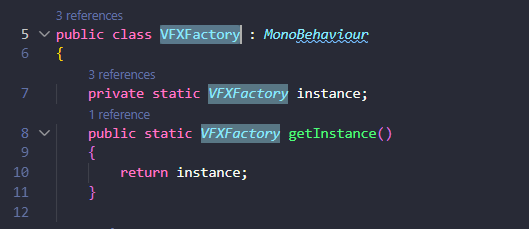 3 references
5 public class VFXFactory : MonoBehaviour
6 {
3 references
7 private static VFXFactory instance;
1 reference
8 public static VFXFactory getInstance()
9 {
10 return instance;
11 }
12